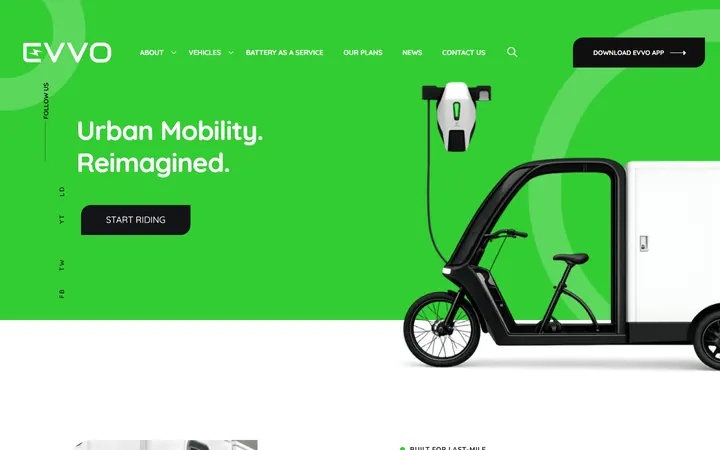 EVVO
ABOUT
VEHICLES
BATTERY AS A SERVICE
OUR PLANS
NEWS
CONTACT US
DOWNLOAD EVVO APP
FOLLOW US
LD
YT
TW
FB
Urban Mobility.
Reimagined.
START RIDING
BUILT FOR LAST-MILE